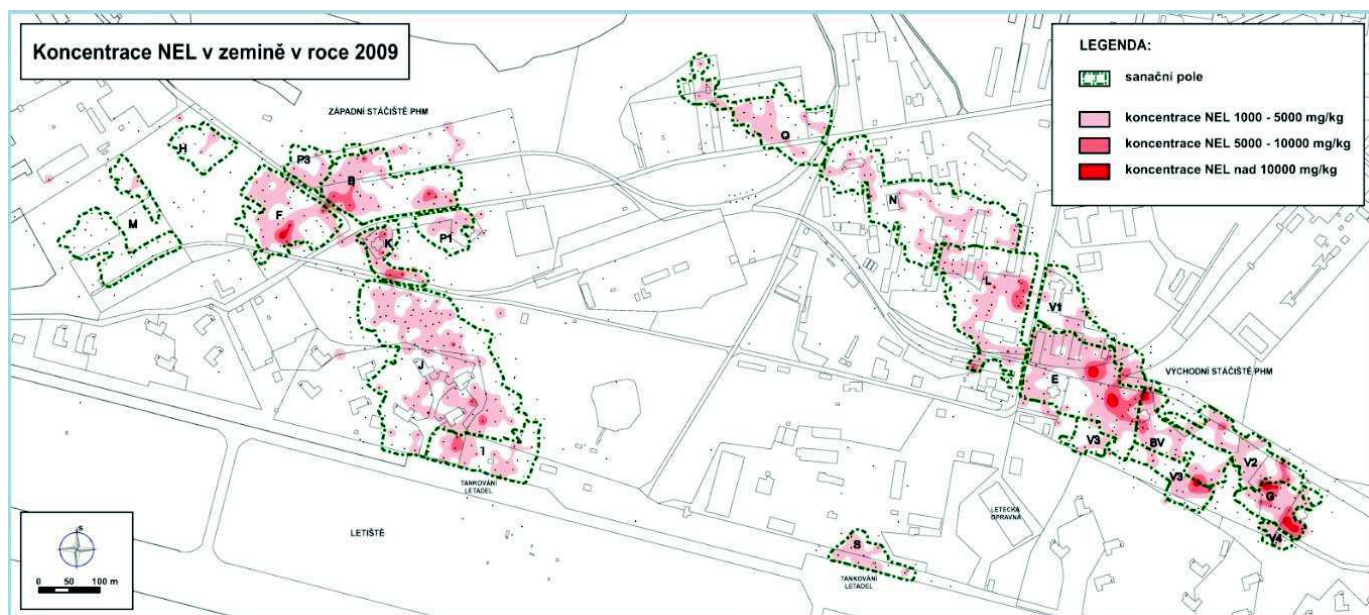 Koncentrace NEL v zemině v roce 2009
LEGENDA:
sanační pole
koncentrace NEL 1000 - 5000 mg/kg
koncentrace NEL 5000 - 10000 mg/kg
koncentrace NEL nad 10000 mg/kg
ZÁPADNÍ STÁČIŠTĚ PHM
H
P3
B
M
F
K
P1
Q
N
L
V1
J
E
VÝCHODNÍ STÁČIŠTĚ PHM
V3
BV
V2
V3
G
V4
I
TANKOVÁNÍ
LETADEL
LETECKÁ
OPRAVNA
LETIŠTĚ
S
TANKOVÁNÍ
LETADEL
S
0 50 100 m